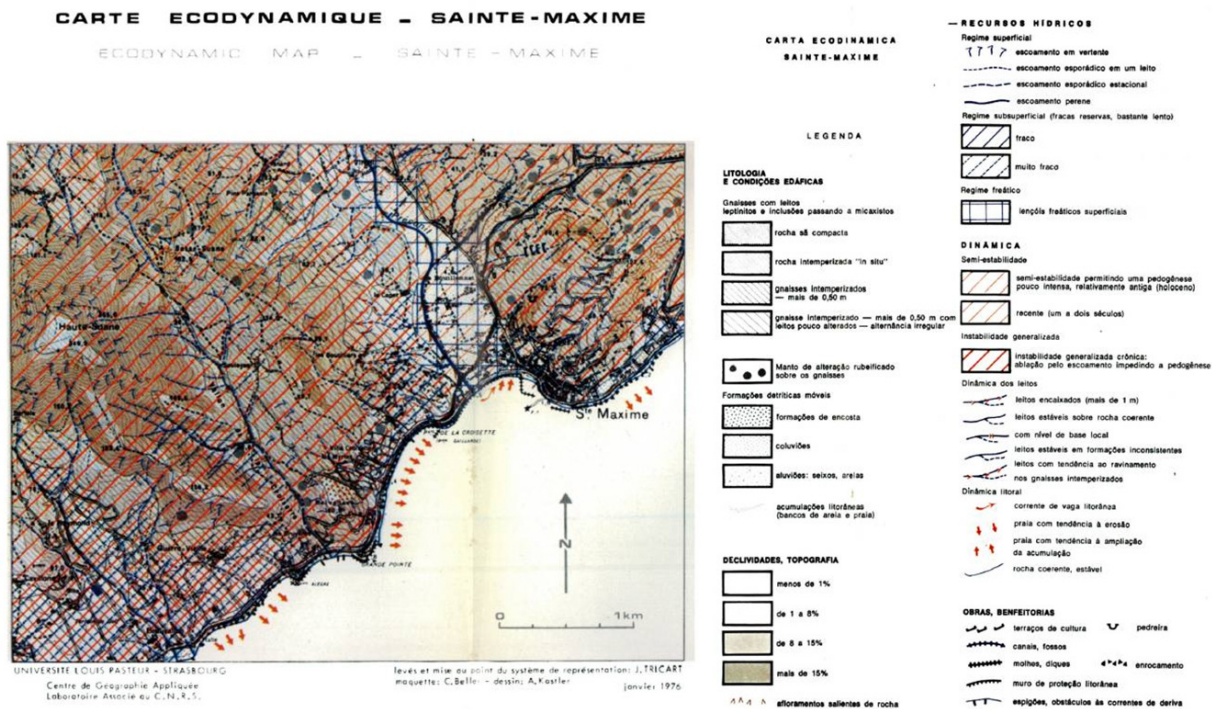 CARTE ECODYNAMIQUE - SAINTE-MAXIME
ECODYNAMIC MAP - SAINTE-MAXIME
Haute-Suane
Ste Maxime
POINTE DE LA CROISETTE
GRANDE POINTE
N
0 1km
UNIVERSITE LOUIS PASTEUR - STRASBOURG
Centre de Géographie Appliquée
Laboratoire Associé au C.N.R.S.
levés et mise au point du système de représentation: J.TRICART
maquette: C.Belles - dessin: A.Kastler
janvier 1976
CARTA ECODINÂMICA
SAINTE-MAXIME
LEGENDA
LITOLOGIA
E CONDIÇÕES EDÁFICAS
Gnaisses com leitos
leptinitos e inclusões passando a micaxistos
rocha sã compacta
rocha intemperizada "in situ"
gnaisses intemperizados
— mais de 0,50 m
gnaisse intemperizado — mais de 0,50 m com
leitos pouco alterados — alternância irregular
Manto de alteração rubeificado
sobre os gnaisses
Formações detríticas móveis
formações de encosta
coluviões
aluviões: seixos, areias
acumulações litorâneas
(bancos de areia e praia)
DECLIVIDADES, TOPOGRAFIA
menos de 1%
de 1 a 8%
de 8 a 15%
mais de 15%
afloramentos salientes de rocha
— RECURSOS HÍDRICOS
Regime superficial
escoamento em vertente
escoamento esporádico em um leito
escoamento esporádico estacional
escoamento perene
Regime subsuperficial (fracas reservas, bastante lento)
fraco
muito fraco
Regime freático
lençóis freáticos superficiais
DINÂMICA
Semi-estabilidade
semi-estabilidade permitindo uma pedogênese
pouco intensa, relativamente antiga (holoceno)
recente (um a dois séculos)
Instabilidade generalizada
instabilidade generalizada crônica:
ablação pelo escoamento impedindo a pedogênese
Dinâmica dos leitos
leitos encaixados (mais de 1 m)
leitos estáveis sobre rocha coerente
com nível de base local
leitos estáveis em formações inconsistentes
leitos com tendência ao ravinamento
nos gnaisses intemperizados
Dinâmica litoral
corrente de vaga litorânea
praia com tendência à erosão
praia com tendência à ampliação
da acumulação
rocha coerente, estável
OBRAS, BENFEITORIAS
terraços de cultura pedreira
canais, fossos
molhes, diques enrocamento
muro de proteção litorânea
espigões, obstáculos às correntes de deriva